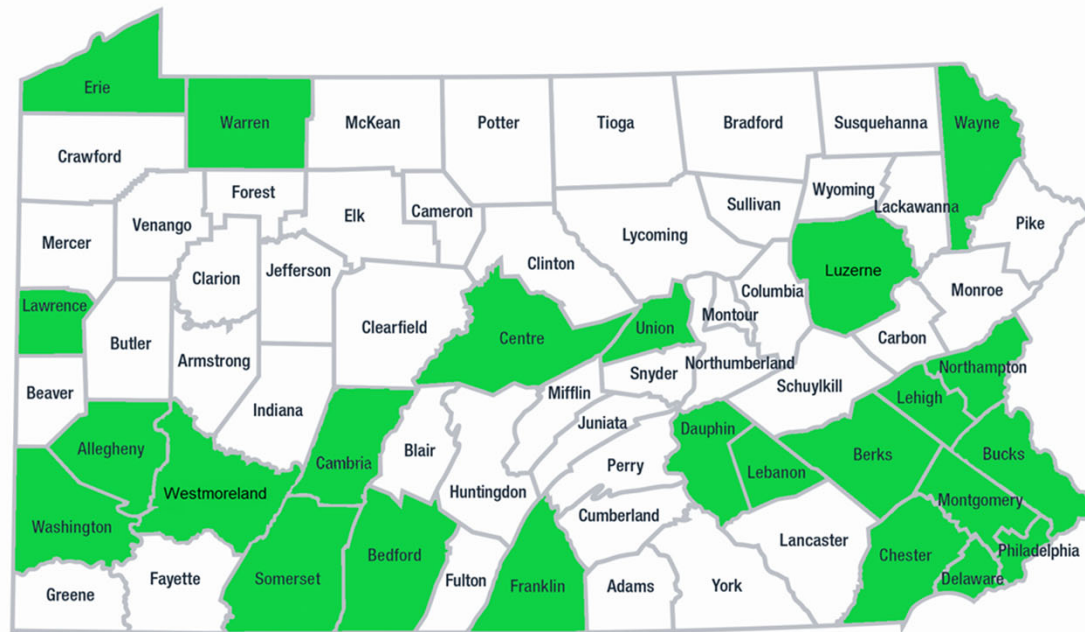 Erie
Warren
McKean
Potter
Tioga
Bradford
Susquehanna
Wayne
Crawford
Forest
Elk
Cameron
Sullivan
Wyoming
Lackawanna
Pike
Venango
Mercer
Lycoming
Clarion
Jefferson
Clinton
Luzerne
Columbia
Monroe
Lawrence
Butler
Armstrong
Clearfield
Centre
Union
Montour
Carbon
Northampton
Beaver
Indiana
Mifflin
Snyder
Northumberland
Schuylkill
Lehigh
Allegheny
Westmoreland
Cambria
Blair
Juniata
Dauphin
Berks
Bucks
Perry
Lebanon
Huntingdon
Montgomery
Washington
Cumberland
Lancaster
Philadelphia
Chester
Bedford
Somerset
Fayette
Greene
Fulton
Franklin
Adams
York
Delaware